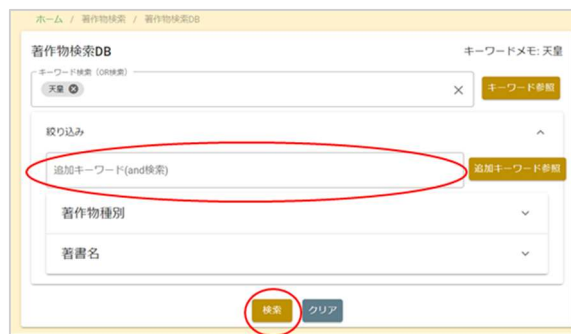 ホーム / 著作物検索 / 著作物検索DB
著作物検索DB
キーワードメモ: 天皇
キーワード検索 (OR検索)
天皇
キーワード参照
絞り込み
追加キーワード(and検索)
追加キーワード参照
著作物種別
著書名
検索 クリア